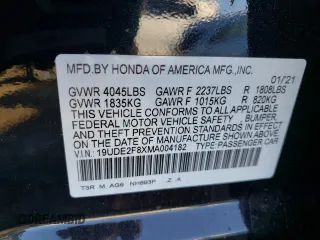 MFD.BY HONDA OF AMERICA MFG.,INC. 01/21
GVWR 4045LBS GAWR F 2237LBS R 1808LBS
GVWR 1835KG GAWR F 1015KG R 820KG
THIS VEHICLE CONFORMS TO ALL APPLICABLE
FEDERAL MOTOR VEHICLE SAFETY, BUMPER,
AND THEFT PREVENTION STANDARDS IN EFFECT
ON THE DATE OF MANUFACTURE SHOWN ABOVE.
VIN: 19UDE2F8XMA004182 TYPE:PASSENGER CAR
T3R M AG6